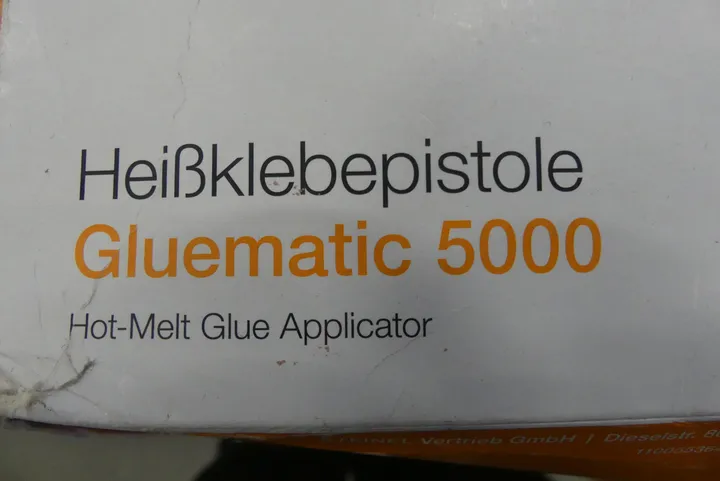 Heißklebepistole
Gluematic 5000
Hot-Melt Glue Applicator
Vertrieb GmbH / Dieselstr.